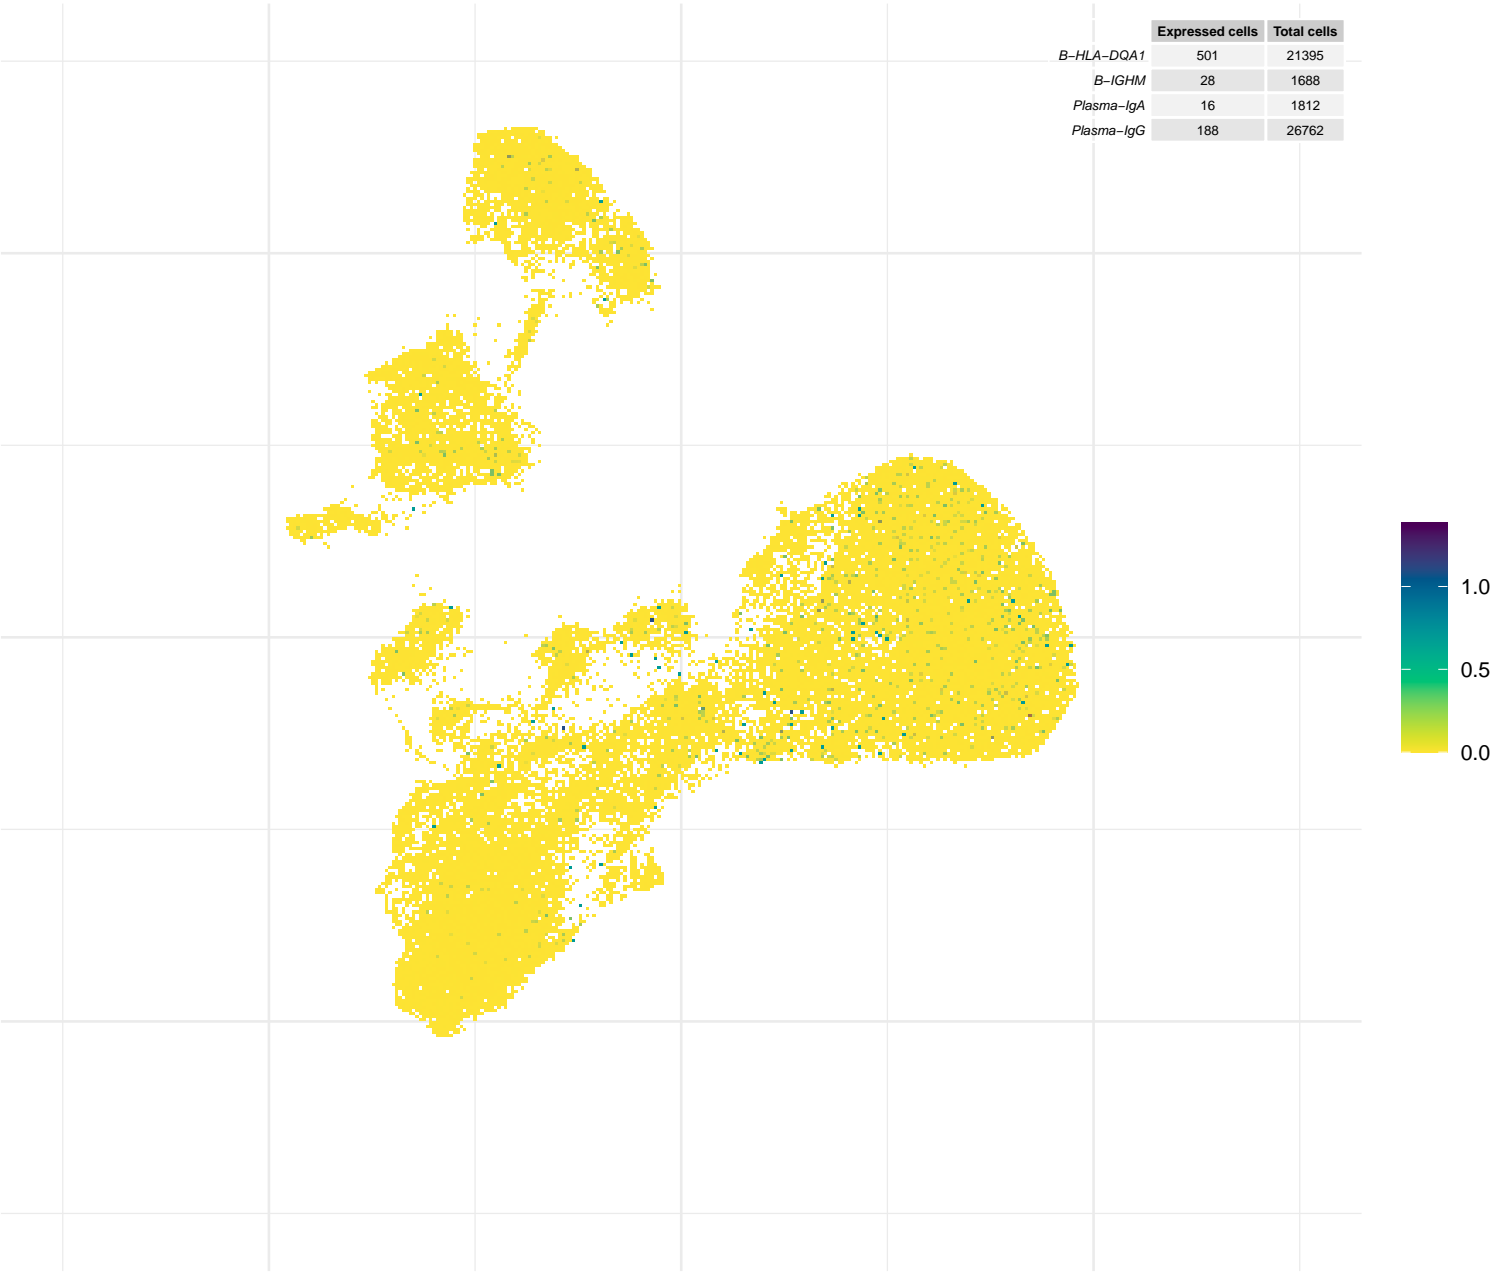 Expressed cells Total cells
B−HLA−DQA1 501 21395
B−IGHM 28 1688
Plasma−IgA 16 1812
Plasma−IgG 188 26762
1.0
0.5
0.0